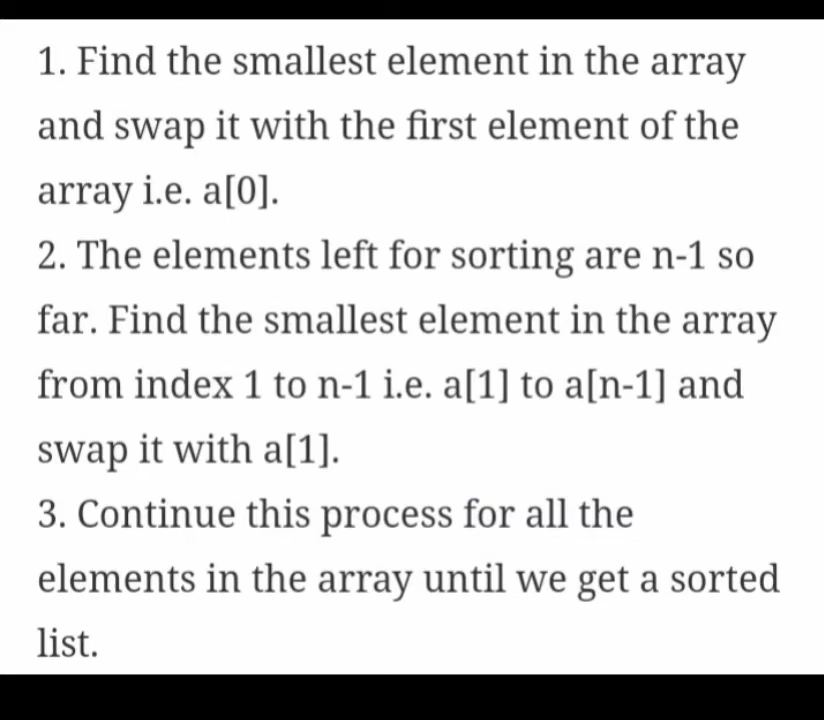 1. Find the smallest element in the array
and swap it with the first element of the
array i.e. a[0].
2. The elements left for sorting are n-1 so
far. Find the smallest element in the array
from index 1 to n-1 i.e. a[1] to a[n-1] and
swap it with a[1].
3. Continue this process for all the
elements in the array until we get a sorted
list.